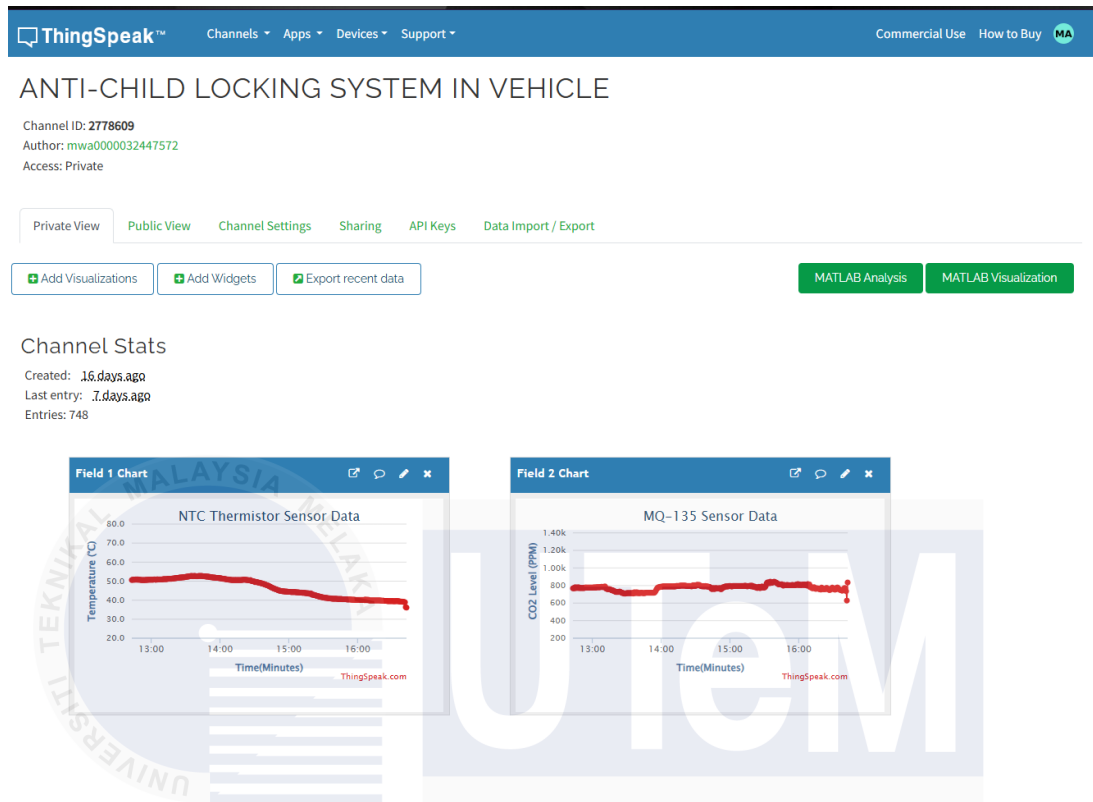 ThingSpeak™ Channels Apps Devices Support Commercial Use How to Buy MA
ANTI-CHILD LOCKING SYSTEM IN VEHICLE
Channel ID: 2778609
Author: mwa0000032447572
Access: Private
Private View Public View Channel Settings Sharing API Keys Data Import / Export
Add Visualizations Add Widgets Export recent data MATLAB Analysis MATLAB Visualization
Channel Stats
Created: 16 days ago
Last entry: 7 days ago
Entries: 748
Field 1 Chart
NTC Thermistor Sensor Data
Temperature (°C)
80.0
70.0
60.0
50.0
40.0
30.0
20.0
13:00 14:00 15:00 16:00
Time(Minutes)
ThingSpeak.com
Field 2 Chart
MQ-135 Sensor Data
CO2 Level (PPM)
1.40k
1.20k
1.00k
800
600
400
200
13:00 14:00 15:00 16:00
Time(Minutes)
ThingSpeak.com
UNIVERSITI TEKNIKAL MALAYSIA MELAKA
UTeM